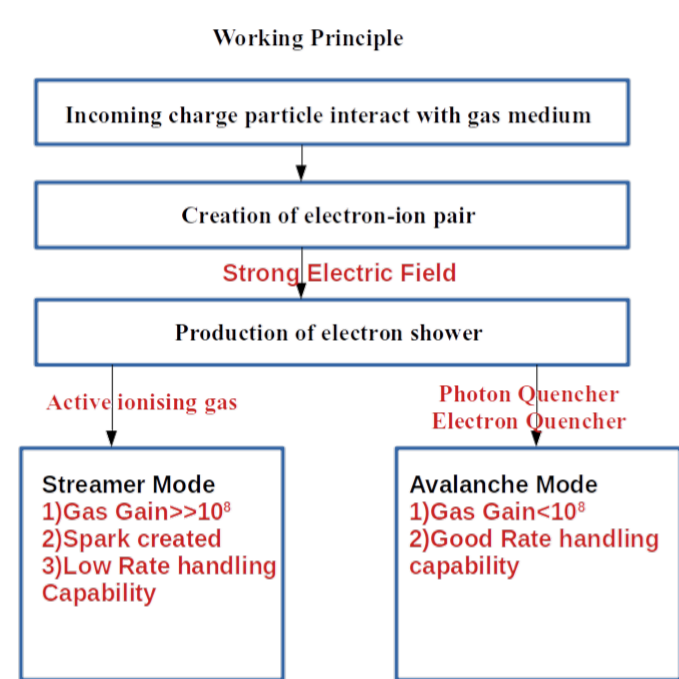 Working Principle
Incoming charge particle interact with gas medium
Creation of electron-ion pair
Strong Electric Field
Production of electron shower
Active ionising gas
Photon Quencher
Electron Quencher
Streamer Mode
1)Gas Gain>>10⁸
2)Spark created
3)Low Rate handling
Capability
Avalanche Mode
1)Gas Gain<10⁸
2)Good Rate handling
capability